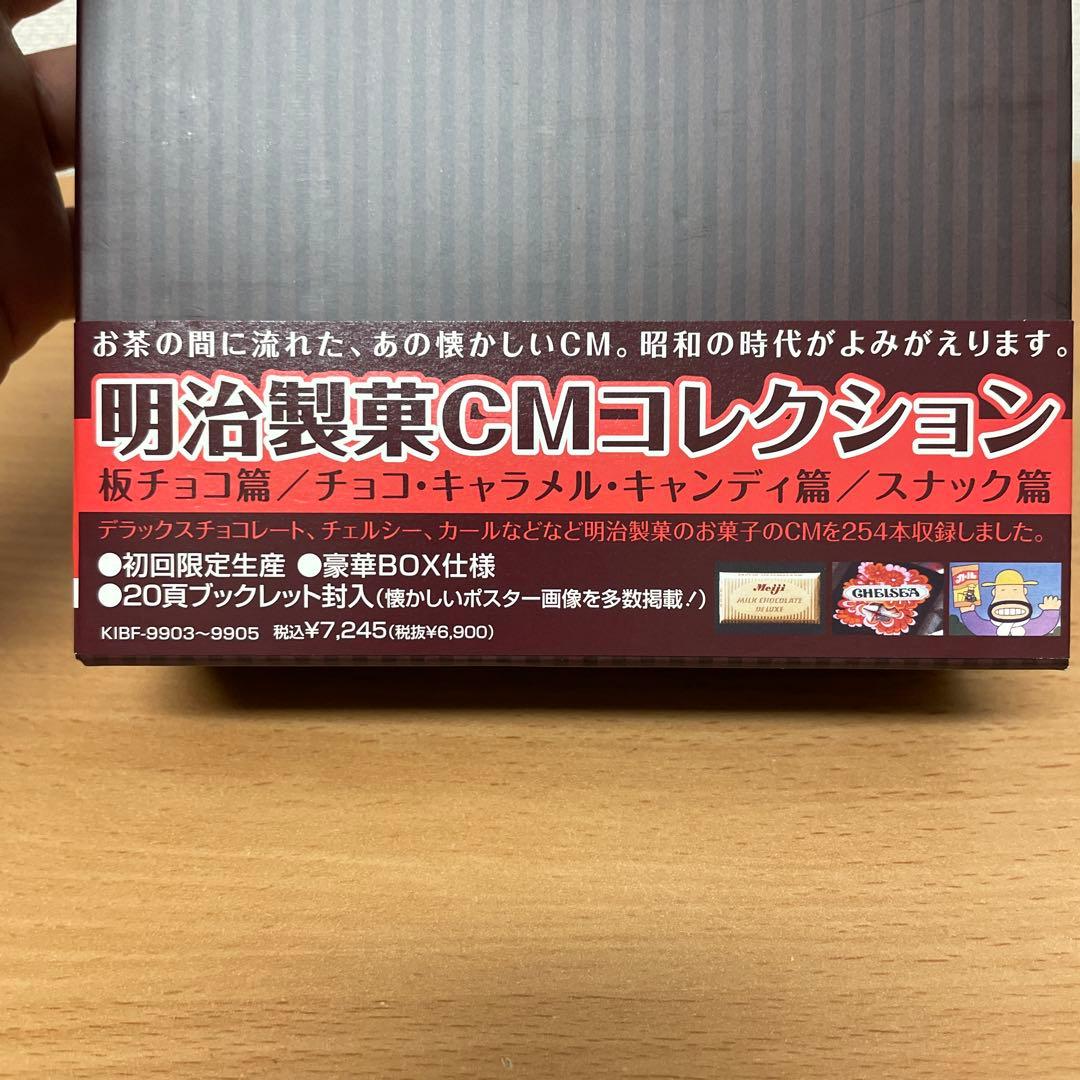 お茶の間に流れた、あの懐かしいCM。昭和の時代がよみがえります。
明治製菓CMコレクション
板チョコ篇／チョコ・キャラメル・キャンディ篇／スナック篇
デラックスチョコレート、チェルシー、カールなどなど明治製菓のお菓子のCMを254本収録しました。
●初回限定生産 ●豪華BOX仕様
●20頁ブックレット封入(懐かしいポスター画像を多数掲載!)
KIBF-9903〜9905 税込¥7,245(税抜¥6,900)
Meiji
MILK CHOCOLATE
DE LUXE
CHELSEA
カール